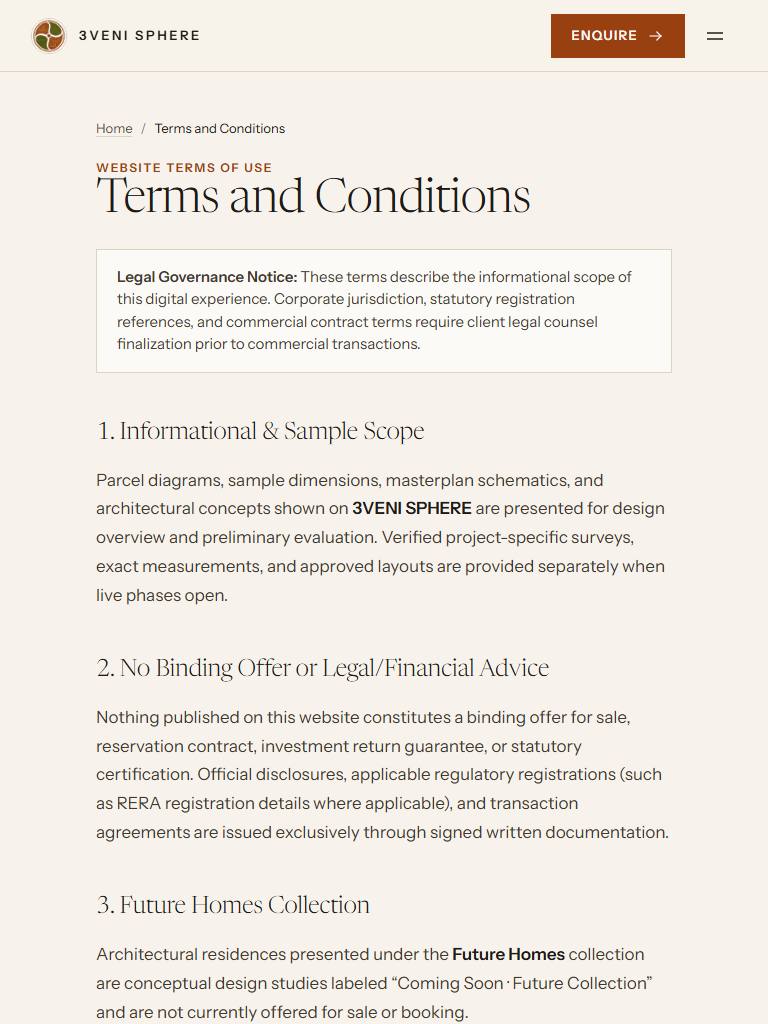 3VENI SPHERE
ENQUIRE →
Home / Terms and Conditions
WEBSITE TERMS OF USE
Terms and Conditions
Legal Governance Notice: These terms describe the informational scope of
this digital experience. Corporate jurisdiction, statutory registration
references, and commercial contract terms require client legal counsel
finalization prior to commercial transactions.
1. Informational & Sample Scope
Parcel diagrams, sample dimensions, masterplan schematics, and
architectural concepts shown on 3VENI SPHERE are presented for design
overview and preliminary evaluation. Verified project-specific surveys,
exact measurements, and approved layouts are provided separately when
live phases open.
2. No Binding Offer or Legal/Financial Advice
Nothing published on this website constitutes a binding offer for sale,
reservation contract, investment return guarantee, or statutory
certification. Official disclosures, applicable regulatory registrations (such
as RERA registration details where applicable), and transaction
agreements are issued exclusively through signed written documentation.
3. Future Homes Collection
Architectural residences presented under the Future Homes collection
are conceptual design studies labeled “Coming Soon · Future Collection”
and are not currently offered for sale or booking.